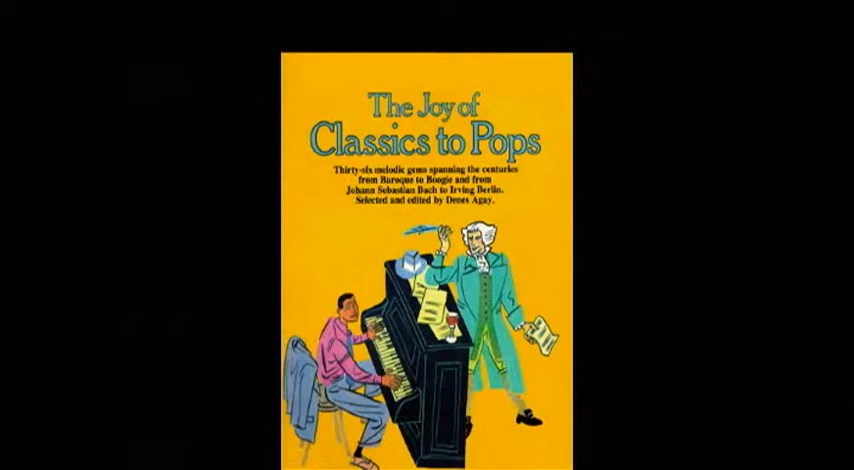 The Joy of
Classics to Pops
Thirty-six melodic gems spanning the centuries
from Baroque to Boogie and from
Johann Sebastian Bach to Irving Berlin.
Selected and edited by Denes Agay.